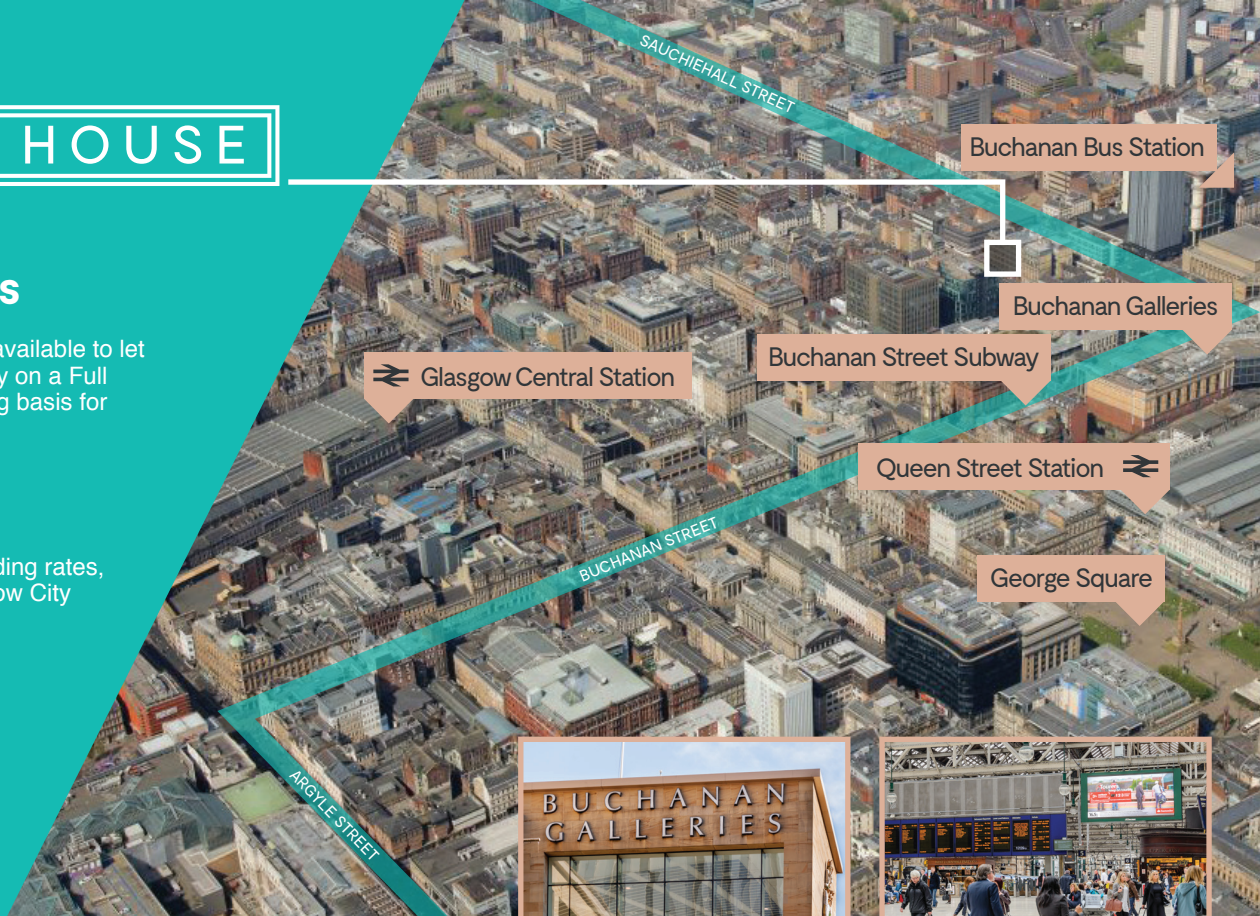 SAUCHIEHALL STREET
HOUSE
Buchanan Bus Station
s
available to let
y on a Full
g basis for
Buchanan Galleries
Buchanan Street Subway
Glasgow Central Station
Queen Street Station
BUCHANAN STREET
ding rates,
ow City
George Square
ARGYLE STREET
BUCHANAN
GALLERIES